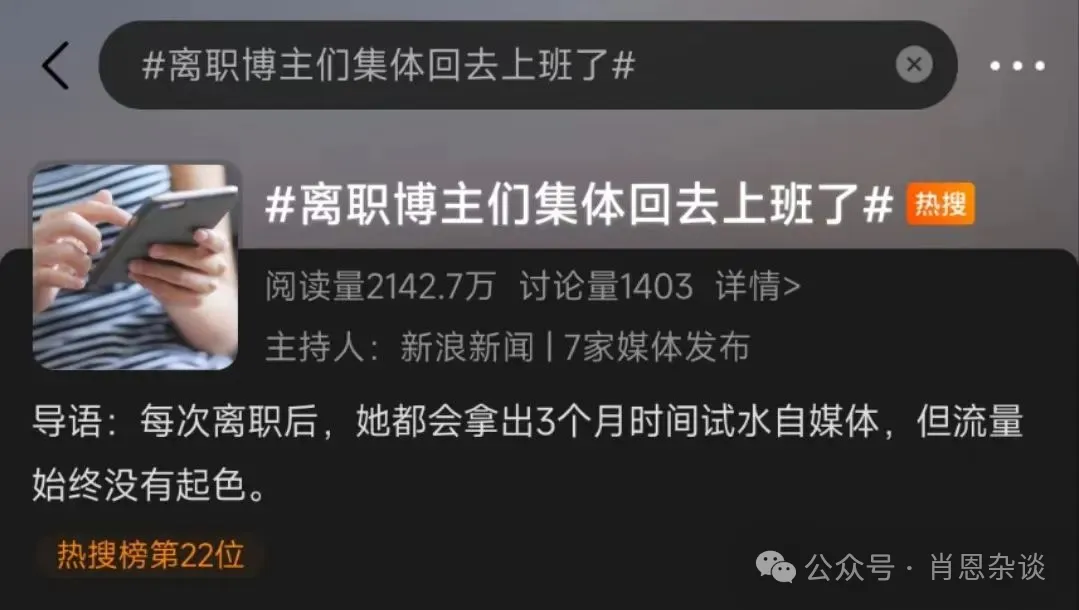 #离职博主们集体回去上班了#
#离职博主们集体回去上班了# 热搜
阅读量2142.7万 讨论量1403 详情>
主持人：新浪新闻 | 7家媒体发布
导语：每次离职后，她都会拿出3个月时间试水自媒体，但流量
始终没有起色。
热搜榜第22位
公众号 · 肖恩杂谈